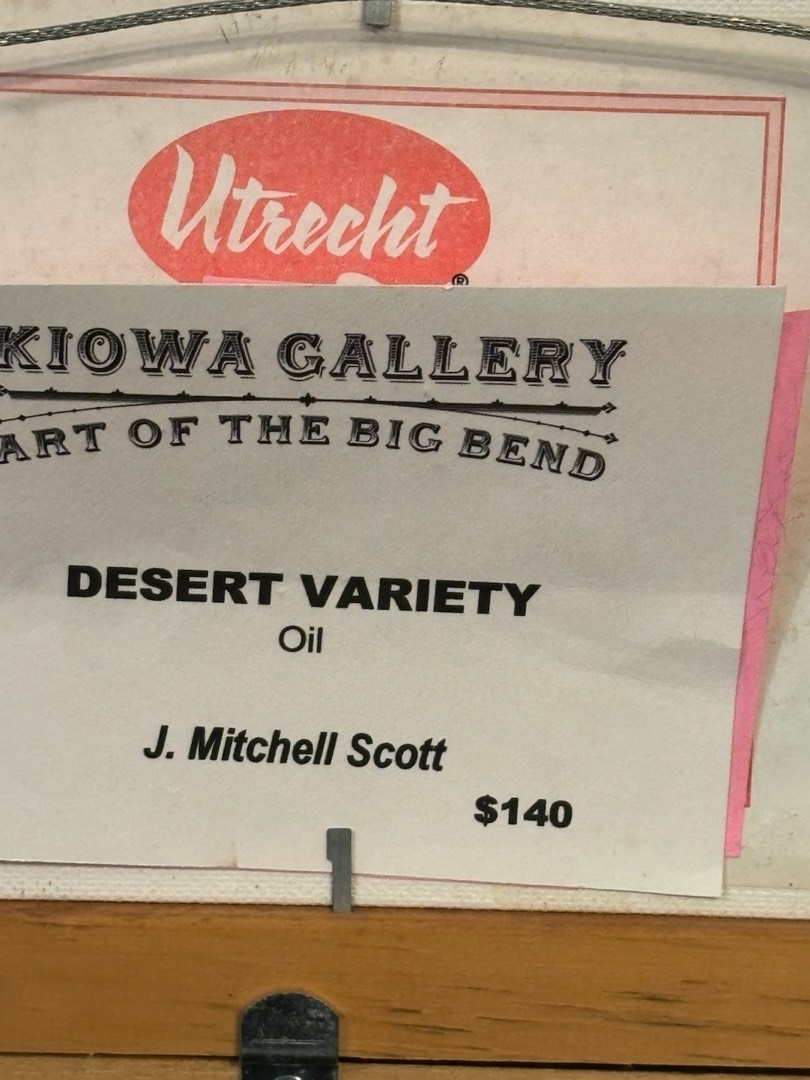 Utrecht
®
KIOWA GALLERY
ART OF THE BIG BEND
DESERT VARIETY
Oil
J. Mitchell Scott
$140